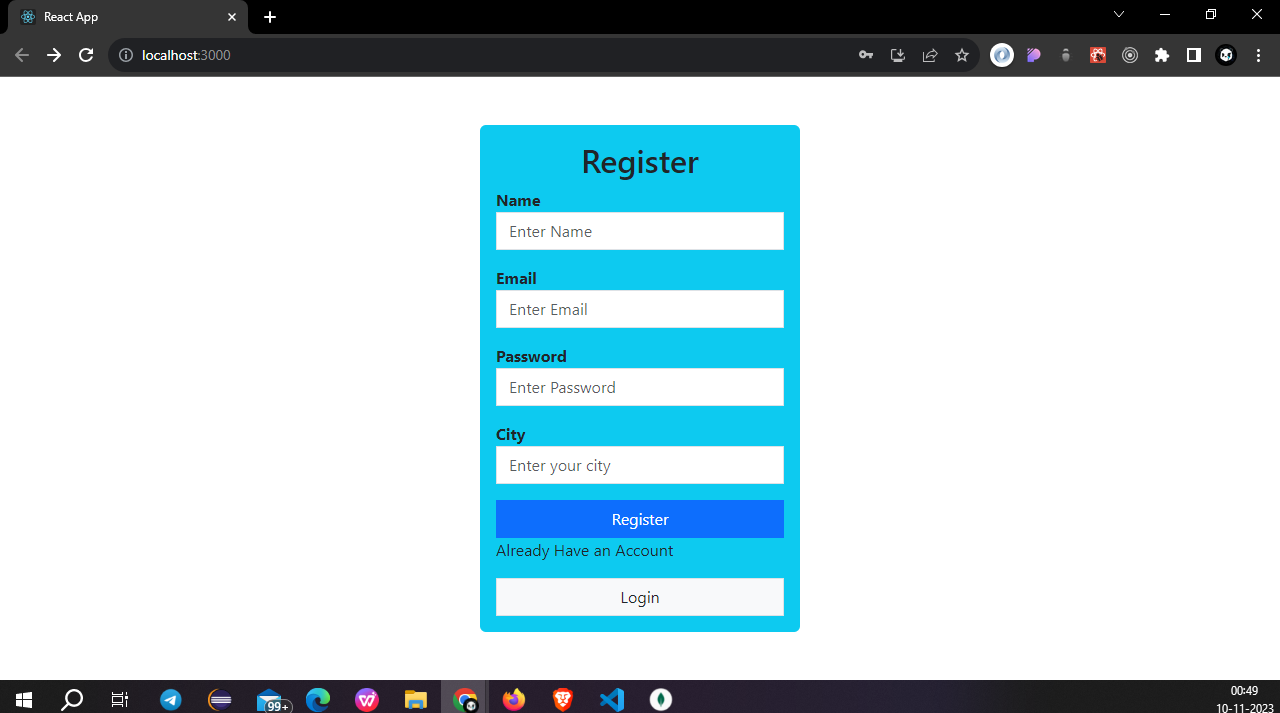 React App
localhost:3000
Register
Name
Enter Name
Email
Enter Email
Password
Enter Password
City
Enter your city
Register
Already Have an Account
Login
99+
00:49
10-11-2023